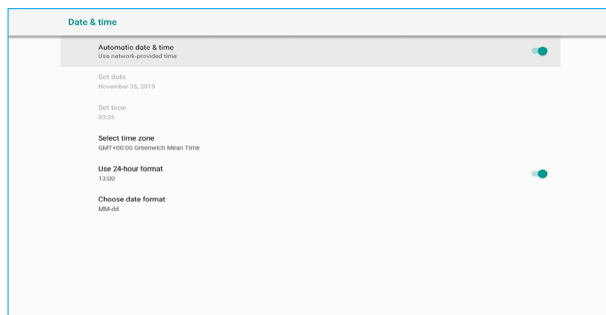 Date & time
Automatic date & time
Use network-provided time
Set date
November 26, 2019
Set time
03:26
Select time zone
GMT+00:00 Greenwich Mean Time
Use 24-hour format
13:00
Choose date format
MM-dd